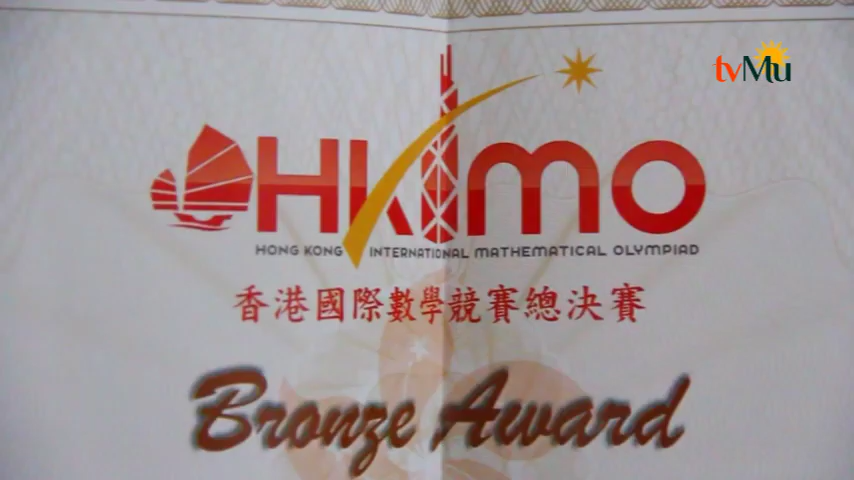 tvMu
HKIMO
HONG KONG INTERNATIONAL MATHEMATICAL OLYMPIAD
香港國際數學競賽總決賽
Bronze Award